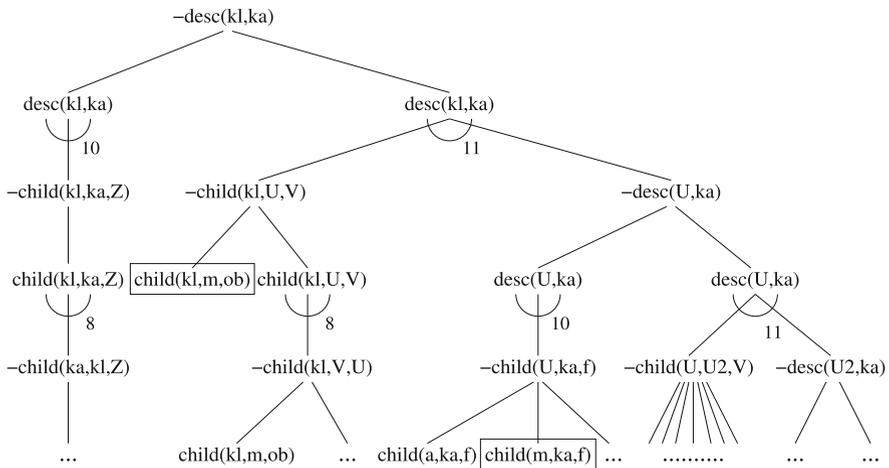 −desc(kl,ka)
desc(kl,ka) desc(kl,ka)
10 11
−child(kl,ka,Z) −child(kl,U,V) −desc(U,ka)
child(kl,ka,Z) child(kl,m,ob) child(kl,U,V) desc(U,ka) desc(U,ka)
8 8 10 11
−child(ka,kl,Z) −child(kl,V,U) −child(U,ka,f) −child(U,U2,V) −desc(U2,ka)
... child(kl,m,ob) ... child(a,ka,f) child(m,ka,f) ... .......... ... ...